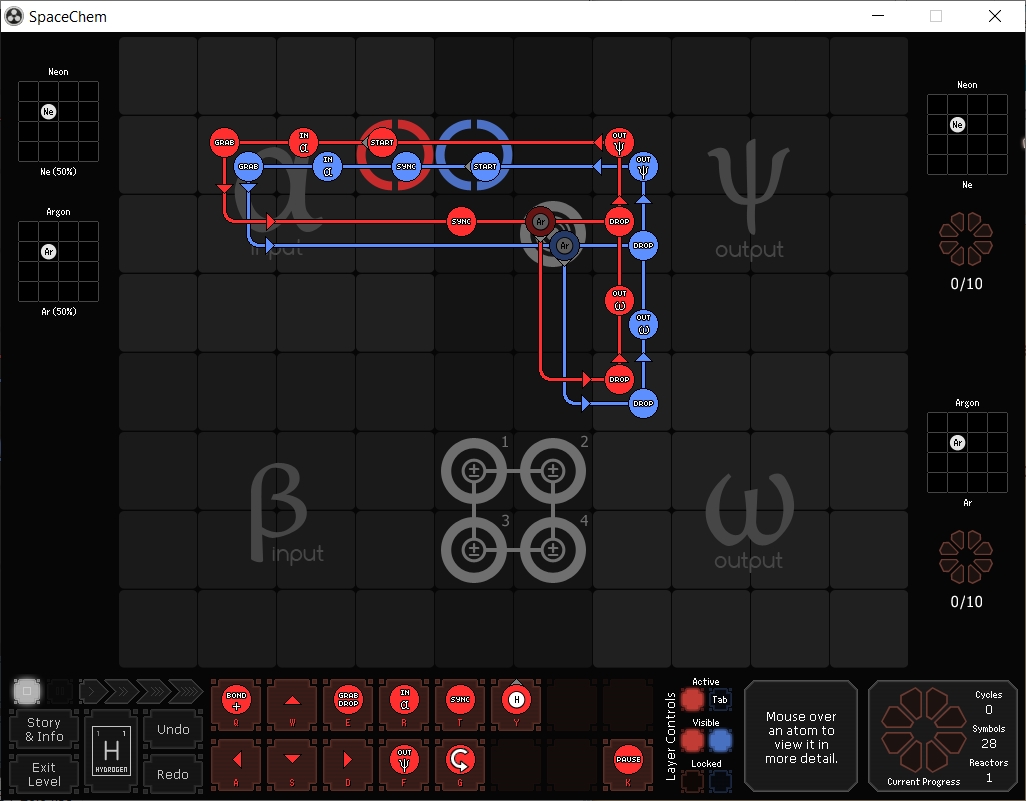 SpaceChem
Neon
Ne
Ne (50%)
Argon
Ar
Ar (50%)
GRAB
IN
α
START
OUT
ψ
GRAB
IN
α
SYNC
START
OUT
ψ
α
input
SYNC
Ar
DROP
Ar
DROP
ψ
output
OUT
ω
OUT
ω
DROP
DROP
1
2
±
±
3
4
±
±
β
input
ω
output
Neon
Ne
Ne
0/10
Argon
Ar
Ar
0/10
Story
& Info
Exit
Level
1 1
H
HYDROGEN
Undo
Redo
BOND
+
Q
W
GRAB
DROP
E
IN
α
R
SYNC
T
H
Y
A
S
D
OUT
ψ
F
G
PAUSE
K
Layer Controls
Active
Tab
Visible
Locked
Mouse over
an atom to
view it in
more detail.
Cycles
0
Symbols
28
Reactors
1
Current Progress